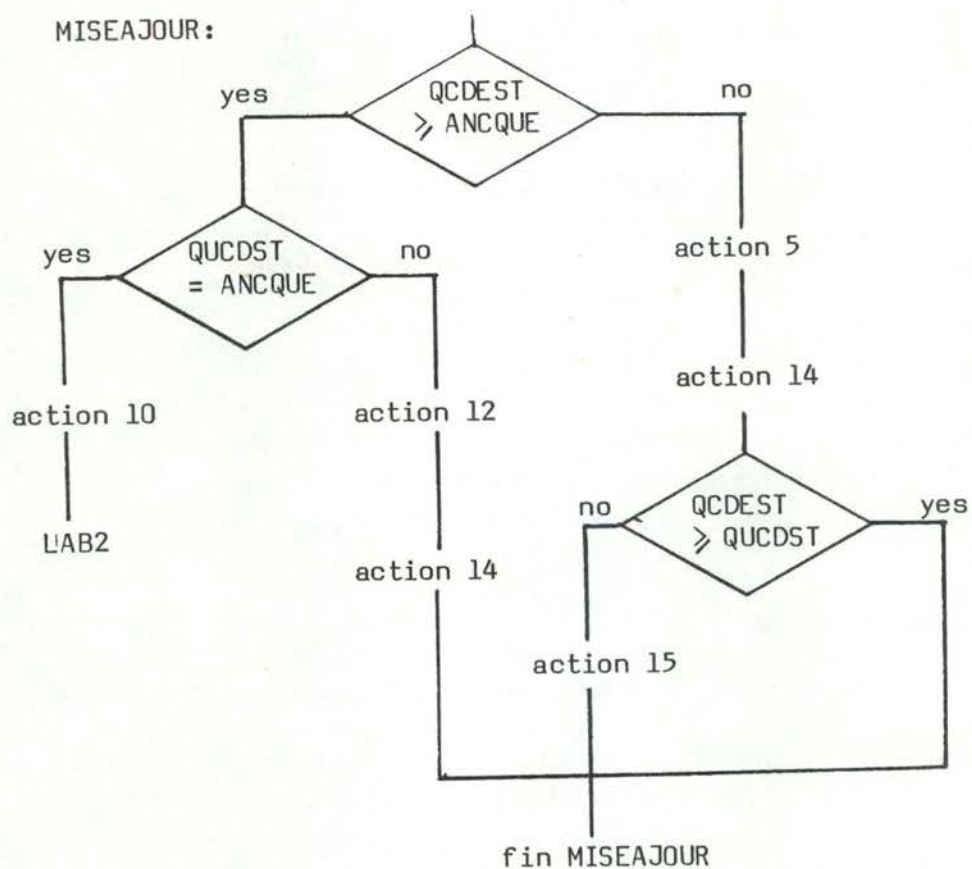 MISEAJOUR:
yes
QCDEST
⩾ ANCQUE
no
yes
QUCDST
= ANCQUE
no
action 5
action 14
action 10
action 12
no
QCDEST
⩾ QUCDST
yes
LAB2
action 14
action 15
fin MISEAJOUR